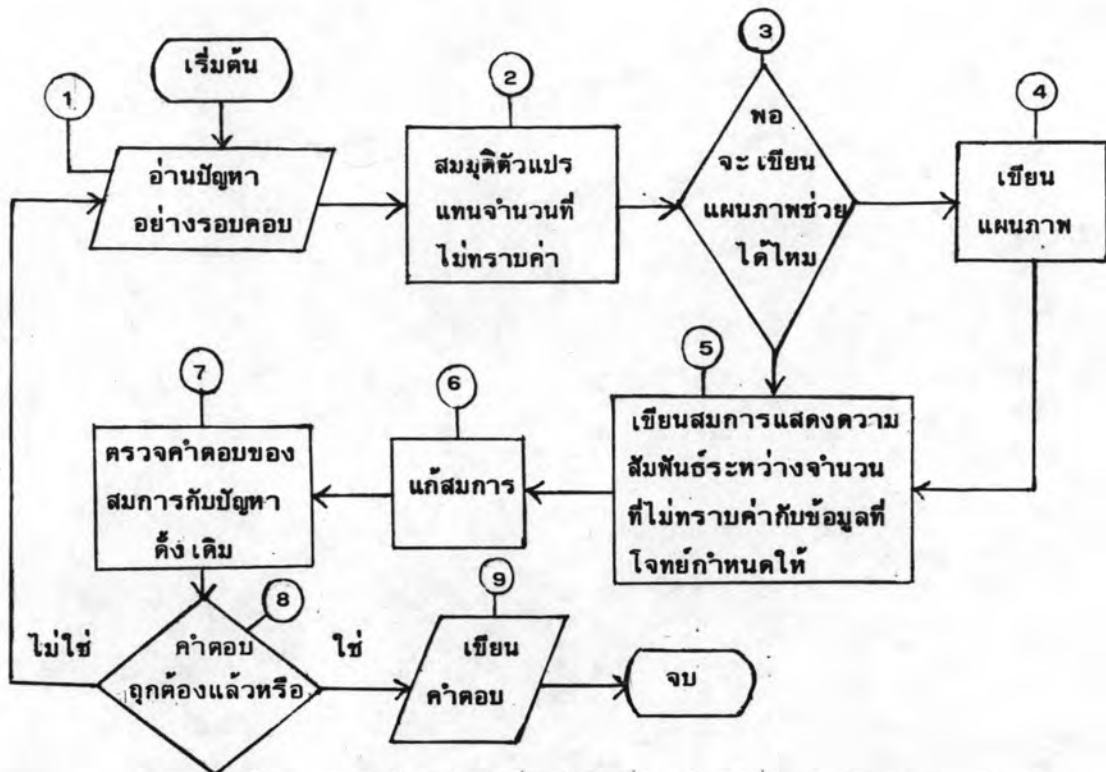 เริ่มต้น
1
อ่านปัญหา
อย่างรอบคอบ
2
สมมุติตัวแปร
แทนจำนวนที่
ไม่ทราบค่า
3
พอ
จะเขียน
แผนภาพช่วย
ได้ไหม
4
เขียน
แผนภาพ
5
เขียนสมการแสดงความ
สัมพันธ์ระหว่างจำนวน
ที่ไม่ทราบค่ากับข้อมูลที่
โจทย์กำหนดให้
6
แก้สมการ
7
ตรวจคำตอบของ
สมการกับปัญหา
ดั้งเดิม
8
คำตอบ
ถูกต้องแล้วหรือ
ไม่ใช่
ใช่
9
เขียน
คำตอบ
จบ